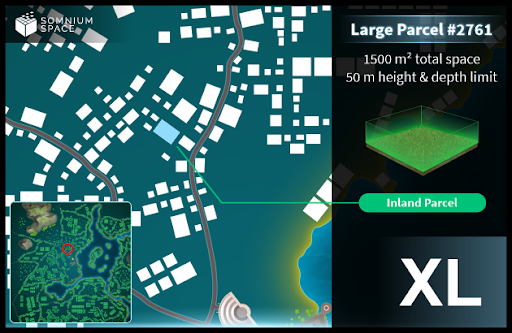 SOMNIUM
SPACE
Large Parcel #2761
1500 m² total space
50 m height & depth limit
Inland Parcel
XL